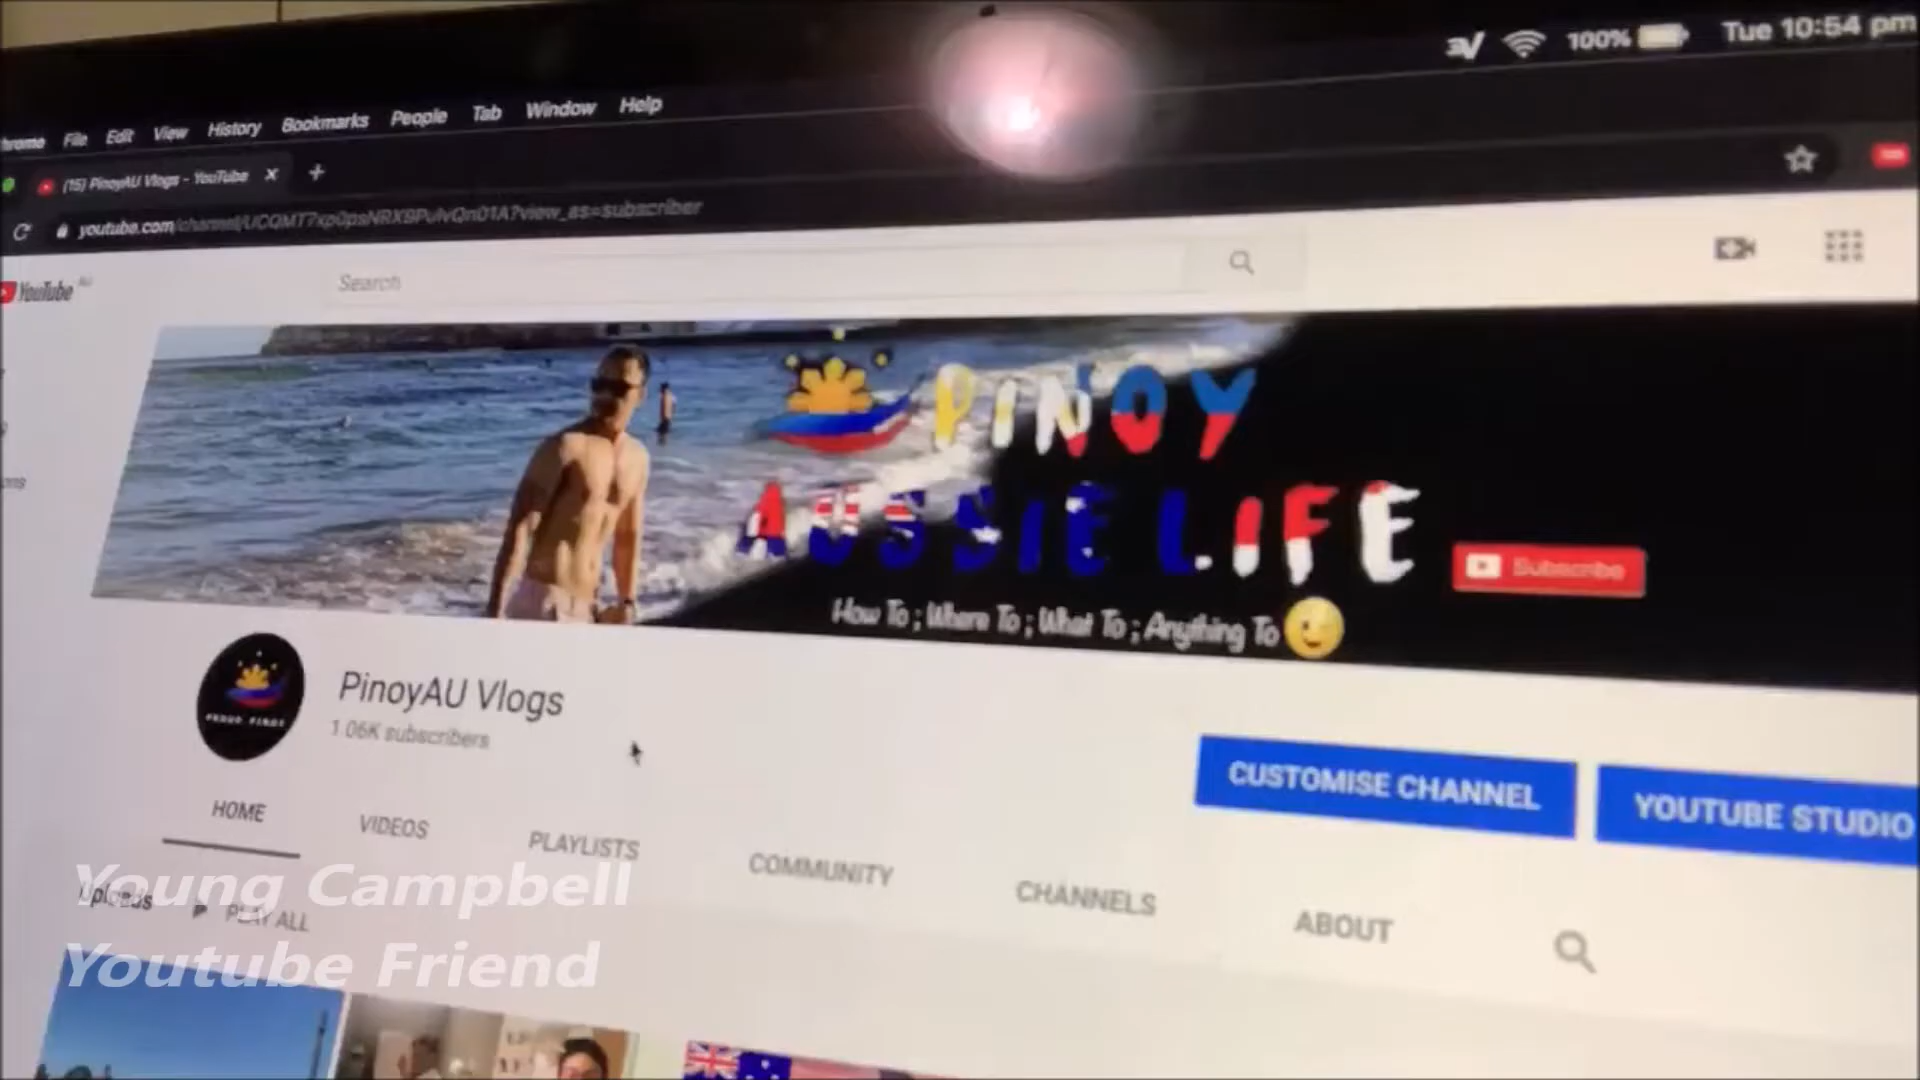 100% Tue 10:54 pm
File Edit View History Bookmarks People Tab Window Help
(15) PinoyAU Vlogs - YouTube
youtube.com/channel/
?view_as=subscriber
YouTube AU
Search
PINOY
AUSSIE LIFE
Subscribe
How To ; Where To ; What To ; Anything To
PinoyAU Vlogs
1.06K subscribers
PROUD PINOY
CUSTOMISE CHANNEL
YOUTUBE STUDIO
HOME VIDEOS PLAYLISTS COMMUNITY CHANNELS ABOUT
Uploads PLAY ALL
Young Campbell
Youtube Friend